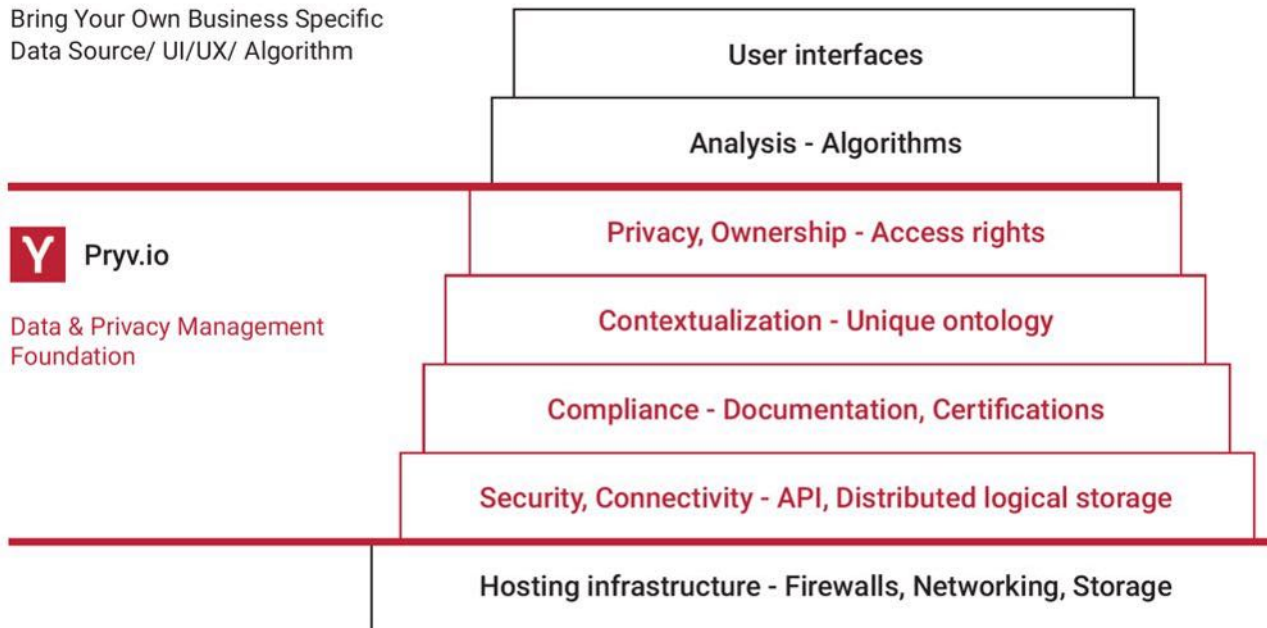 Bring Your Own Business Specific
Data Source/ UI/UX/ Algorithm
User interfaces
Analysis - Algorithms
Pryv.io
Data & Privacy Management
Foundation
Privacy, Ownership - Access rights
Contextualization - Unique ontology
Compliance - Documentation, Certifications
Security, Connectivity - API, Distributed logical storage
Hosting infrastructure - Firewalls, Networking, Storage